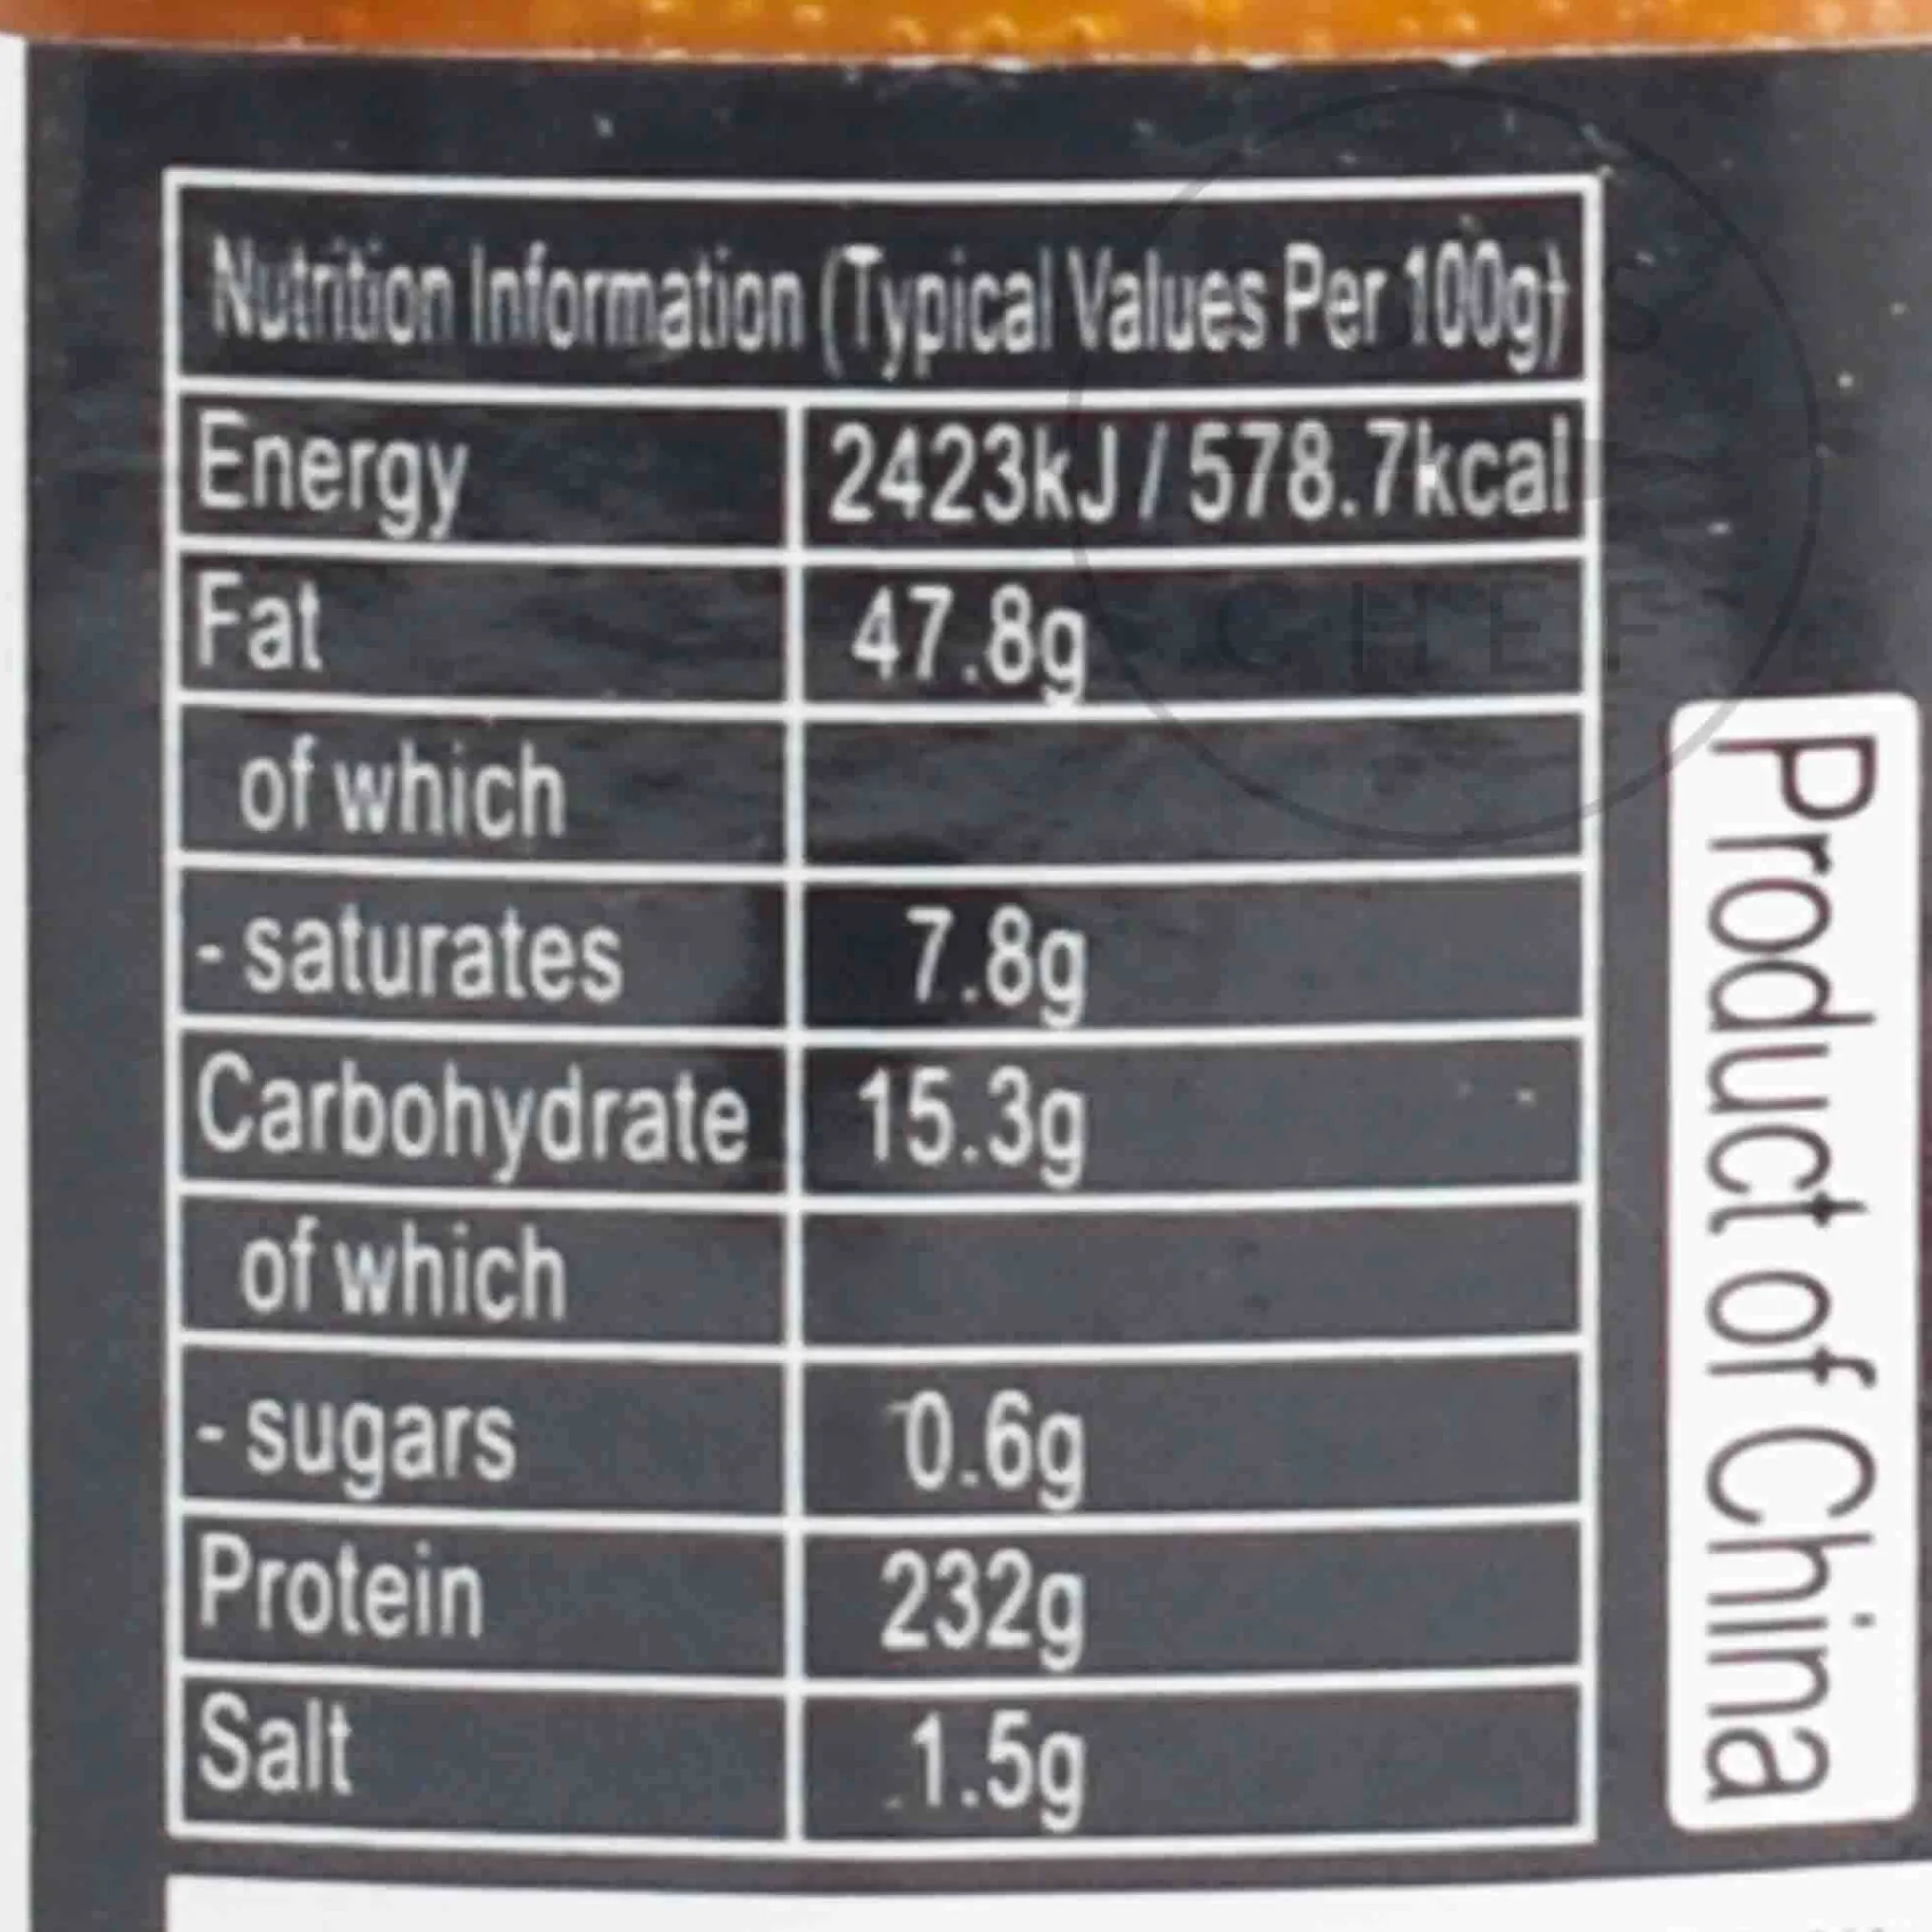 Nutrition Information (Typical Values Per 100g)
Energy 2423kJ / 578.7kcal
Fat 47.8g
of which
- saturates 7.8g
Carbohydrate 15.3g
of which
- sugars 0.6g
Protein 232g
Salt 1.5g
Product of China
CHEF